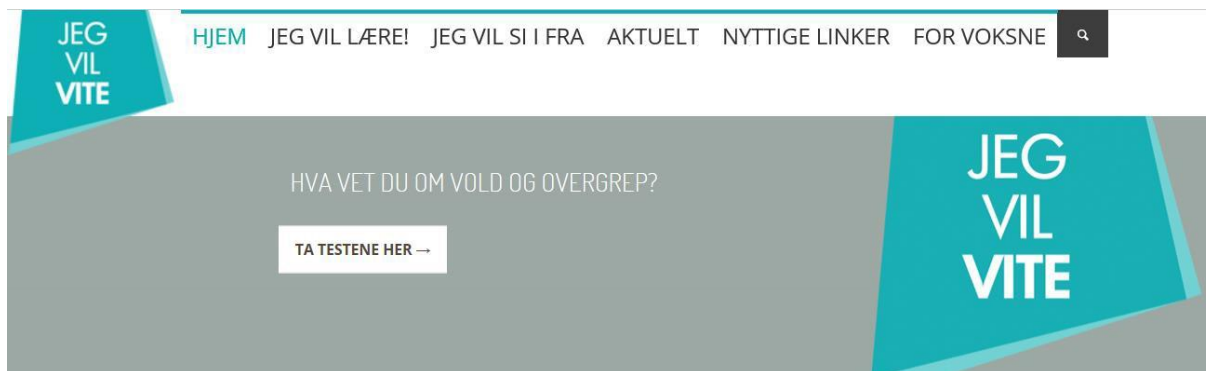 JEG
VIL
VITE
HJEM JEG VIL LÆRE! JEG VIL SI I FRA AKTUELT NYTTIGE LINKER FOR VOKSNE
HVA VET DU OM VOLD OG OVERGREP?
TA TESTENE HER →
JEG
VIL
VITE